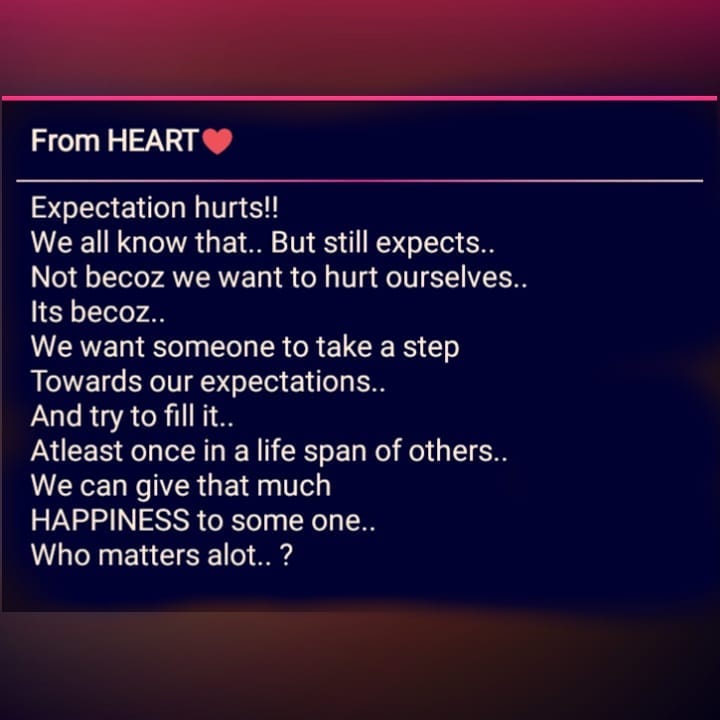 From HEART❤
Expectation hurts!!
We all know that.. But still expects..
Not becoz we want to hurt ourselves..
Its becoz..
We want someone to take a step
Towards our expectations..
And try to fill it..
Atleast once in a life span of others..
We can give that much
HAPPINESS to some one..
Who matters alot.. ?